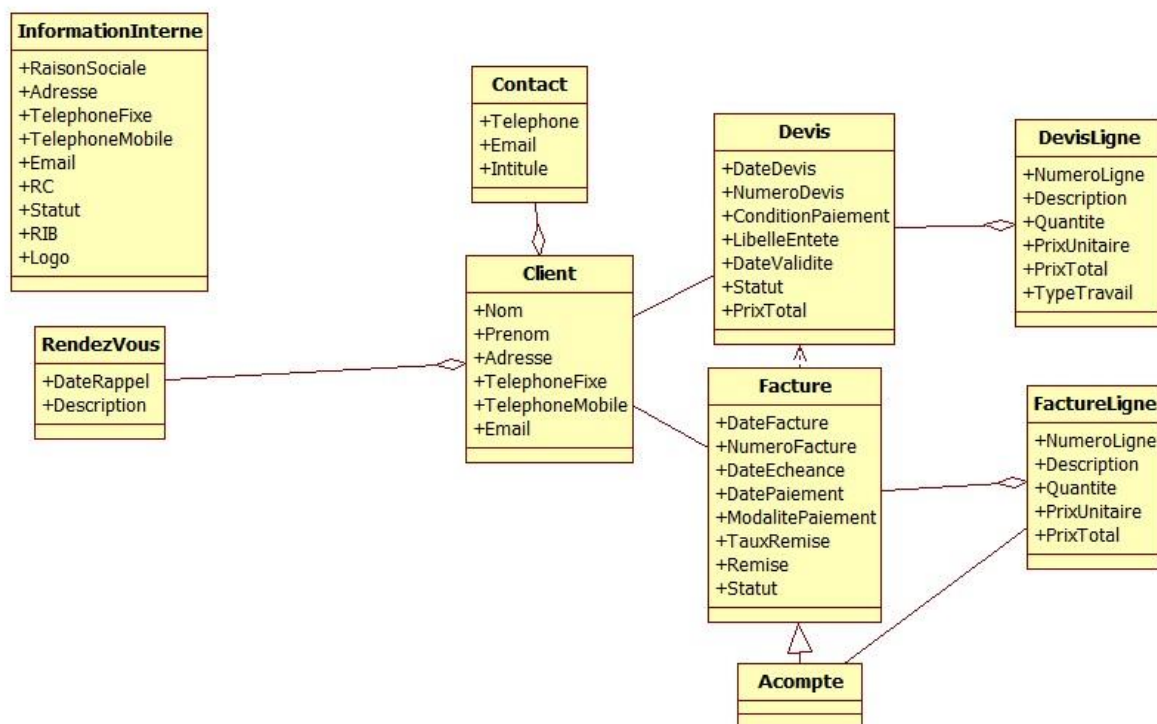 InformationInterne
+RaisonSociale
+Adresse
+TelephoneFixe
+TelephoneMobile
+Email
+RC
+Statut
+RIB
+Logo
Contact
+Telephone
+Email
+Intitule
Devis
+DateDevis
+NumeroDevis
+ConditionPaiement
+LibelleEntete
+DateValidite
+Statut
+PrixTotal
DevisLigne
+NumeroLigne
+Description
+Quantite
+PrixUnitaire
+PrixTotal
+TypeTravail
Client
+Nom
+Prenom
+Adresse
+TelephoneFixe
+TelephoneMobile
+Email
RendezVous
+DateRappel
+Description
Facture
+DateFacture
+NumeroFacture
+DateEcheance
+DatePaiement
+ModalitePaiement
+TauxRemise
+Remise
+Statut
FactureLigne
+NumeroLigne
+Description
+Quantite
+PrixUnitaire
+PrixTotal
Acompte